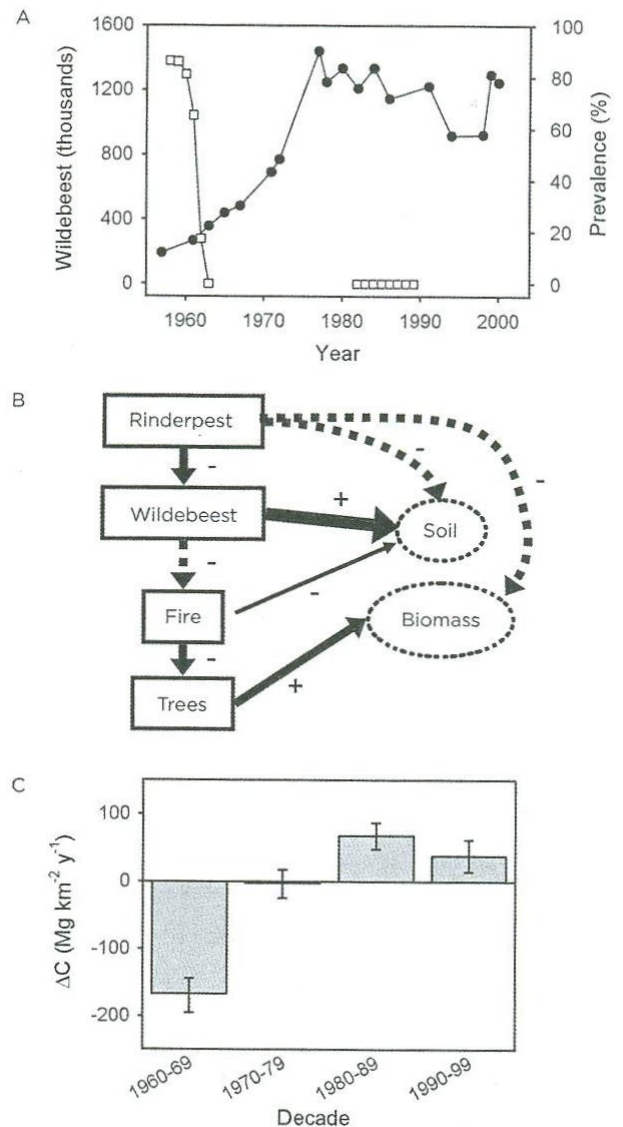 A
Wildebeest (thousands)
1600
1200
800
400
0
100
80
60
40
20
0
Prevalence (%)
1960 1970 1980 1990 2000
Year
B
Rinderpest
-
-
-
Wildebeest
+
Soil
-
-
Fire
Biomass
-
Trees
+
C
ΔC (Mg km⁻² y⁻¹)
100
0
-100
-200
1960-69 1970-79 1980-89 1990-99
Decade